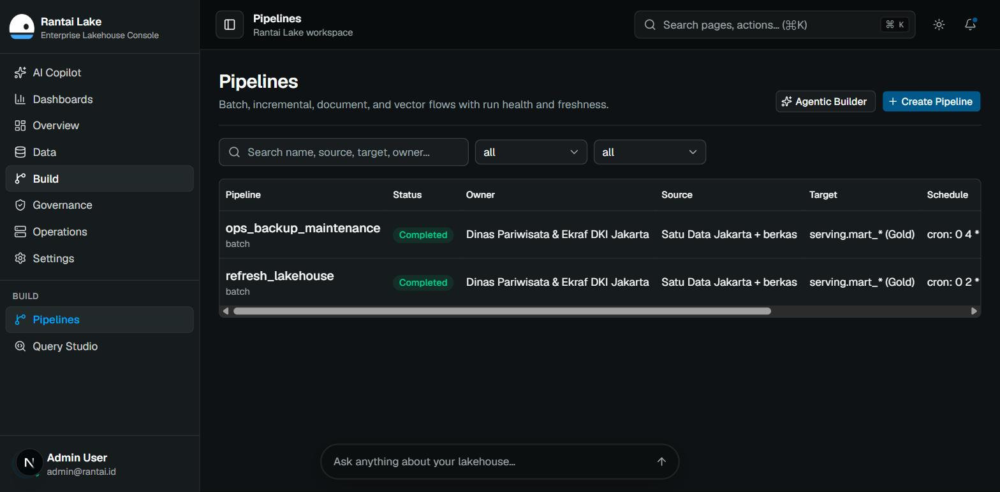 Rantai Lake
Enterprise Lakehouse Console
AI Copilot
Dashboards
Overview
Data
Build
Governance
Operations
Settings
BUILD
Pipelines
Query Studio
N
Admin User
admin@rantai.id
Pipelines
Rantai Lake workspace
Search pages, actions... (⌘K)
⌘ K
Pipelines
Batch, incremental, document, and vector flows with run health and freshness.
Agentic Builder
+ Create Pipeline
Search name, source, target, owner...
all
all
Pipeline Status Owner Source Target Schedule
ops_backup_maintenance Completed Dinas Pariwisata & Ekraf DKI Jakarta Satu Data Jakarta + berkas serving.mart_* (Gold) cron: 0 4 *
batch
refresh_lakehouse Completed Dinas Pariwisata & Ekraf DKI Jakarta Satu Data Jakarta + berkas serving.mart_* (Gold) cron: 0 2 *
batch
Ask anything about your lakehouse...